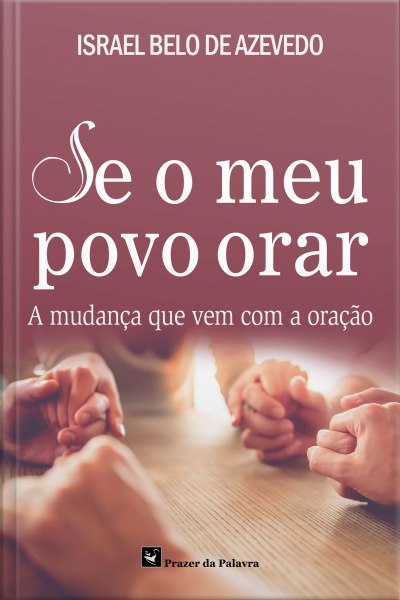 ISRAEL BELO DE AZEVEDO
Se o meu
povo orar
A mudança que vem com a oração
Prazer da Palavra